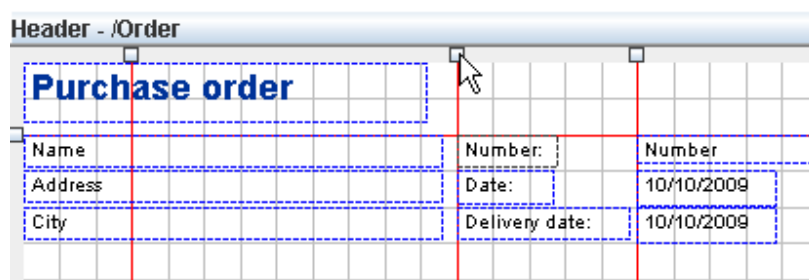 Header - /Order
Purchase order
Name Number: Number
Address Date: 10/10/2009
City Delivery date: 10/10/2009